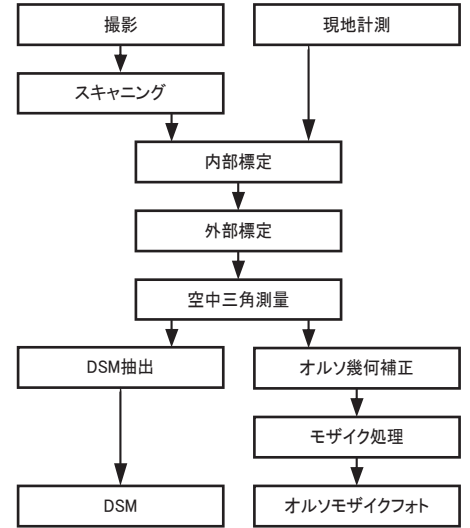 撮影
現地計測
スキャニング
内部標定
外部標定
空中三角測量
DSM抽出
オルソ幾何補正
モザイク処理
DSM
オルソモザイクフォト